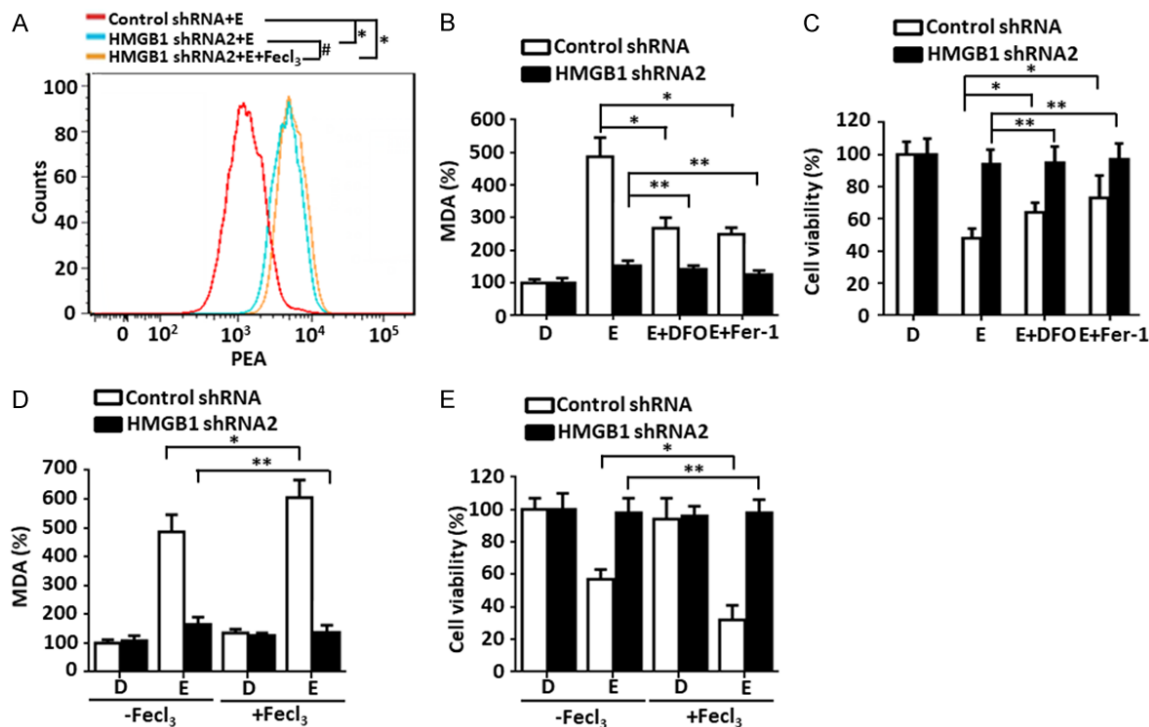 A
Control shRNA+E
HMGB1 shRNA2+E
HMGB1 shRNA2+E+Fecl₃
*
#
*
Counts
100
80
60
40
20
0
0 10² 10³ 10⁴ 10⁵
PEA
B
Control shRNA
HMGB1 shRNA2
*
*
**
**
MDA (%)
600
500
400
300
200
100
0
D E E+DFO E+Fer-1
C
Control shRNA
HMGB1 shRNA2
*
*
**
**
Cell viability (%)
120
100
80
60
40
20
0
D E E+DFO E+Fer-1
D
Control shRNA
HMGB1 shRNA2
*
**
MDA (%)
700
600
500
400
300
200
100
0
D E D E
-Fecl₃ +Fecl₃
E
Control shRNA
HMGB1 shRNA2
*
**
Cell viability (%)
120
100
80
60
40
20
0
D E D E
-Fecl₃ +Fecl₃